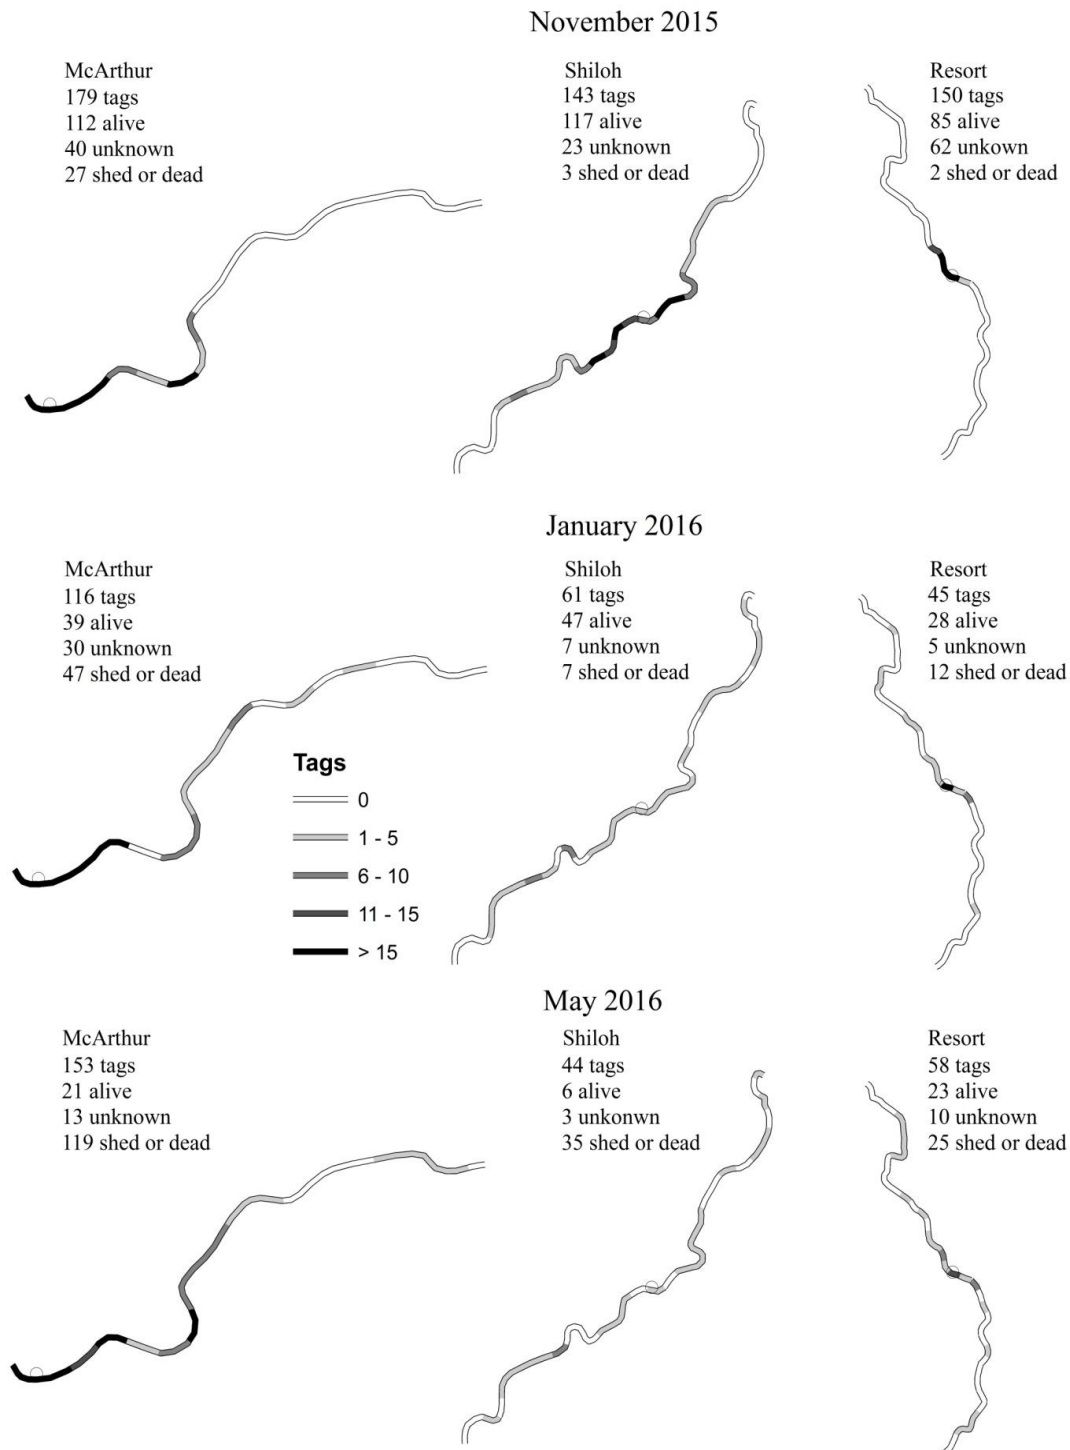 November 2015
McArthur
179 tags
112 alive
40 unknown
27 shed or dead
Shiloh
143 tags
117 alive
23 unknown
3 shed or dead
Resort
150 tags
85 alive
62 unkown
2 shed or dead
January 2016
McArthur
116 tags
39 alive
30 unknown
47 shed or dead
Shiloh
61 tags
47 alive
7 unknown
7 shed or dead
Resort
45 tags
28 alive
5 unknown
12 shed or dead
Tags
0
1 - 5
6 - 10
11 - 15
> 15
May 2016
McArthur
153 tags
21 alive
13 unknown
119 shed or dead
Shiloh
44 tags
6 alive
3 unkonwn
35 shed or dead
Resort
58 tags
23 alive
10 unknown
25 shed or dead